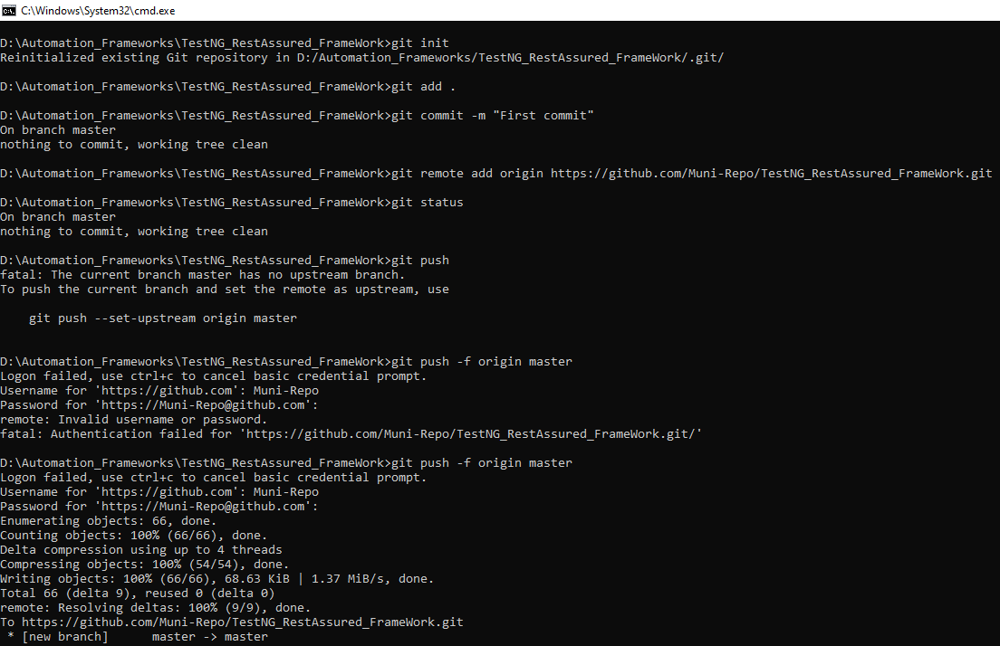 C:\Windows\System32\cmd.exe
D:\Automation_Frameworks\TestNG_RestAssured_FrameWork>git init
Reinitialized existing Git repository in D:/Automation_Frameworks/TestNG_RestAssured_FrameWork/.git/
D:\Automation_Frameworks\TestNG_RestAssured_FrameWork>git add .
D:\Automation_Frameworks\TestNG_RestAssured_FrameWork>git commit -m "First commit"
On branch master
nothing to commit, working tree clean
D:\Automation_Frameworks\TestNG_RestAssured_FrameWork>git remote add origin https://github.com/Muni-Repo/TestNG_RestAssured_FrameWork.git
D:\Automation_Frameworks\TestNG_RestAssured_FrameWork>git status
On branch master
nothing to commit, working tree clean
D:\Automation_Frameworks\TestNG_RestAssured_FrameWork>git push
fatal: The current branch master has no upstream branch.
To push the current branch and set the remote as upstream, use
    git push --set-upstream origin master
D:\Automation_Frameworks\TestNG_RestAssured_FrameWork>git push -f origin master
Logon failed, use ctrl+c to cancel basic credential prompt.
Username for 'https://github.com': Muni-Repo
Password for 'https://Muni-Repo@github.com':
remote: Invalid username or password.
fatal: Authentication failed for 'https://github.com/Muni-Repo/TestNG_RestAssured_FrameWork.git/'
D:\Automation_Frameworks\TestNG_RestAssured_FrameWork>git push -f origin master
Logon failed, use ctrl+c to cancel basic credential prompt.
Username for 'https://github.com': Muni-Repo
Password for 'https://Muni-Repo@github.com':
Enumerating objects: 66, done.
Counting objects: 100% (66/66), done.
Delta compression using up to 4 threads
Compressing objects: 100% (54/54), done.
Writing objects: 100% (66/66), 68.63 KiB | 1.37 MiB/s, done.
Total 66 (delta 9), reused 0 (delta 0)
remote: Resolving deltas: 100% (9/9), done.
To https://github.com/Muni-Repo/TestNG_RestAssured_FrameWork.git
 * [new branch]      master -> master